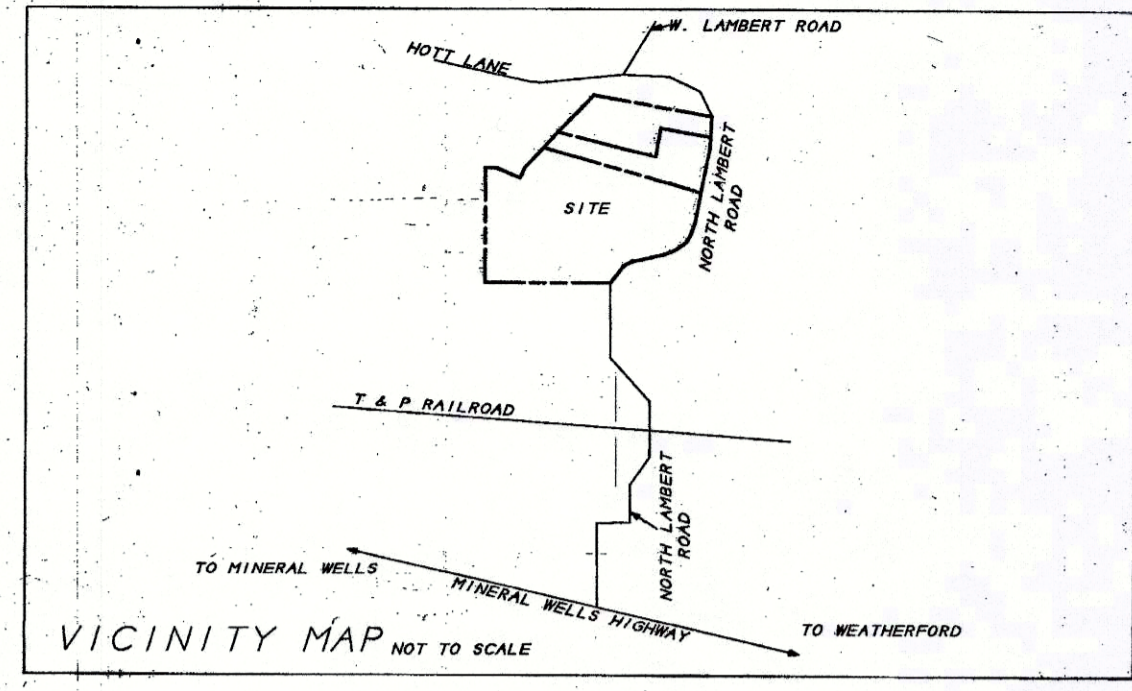 W. LAMBERT ROAD
HOTT LANE
NORTH LAMBERT
ROAD
SITE
T & P RAILROAD
NORTH LAMBERT
ROAD
TO MINERAL WELLS
MINERAL WELLS HIGHWAY
TO WEATHERFORD
VICINITY MAP NOT TO SCALE